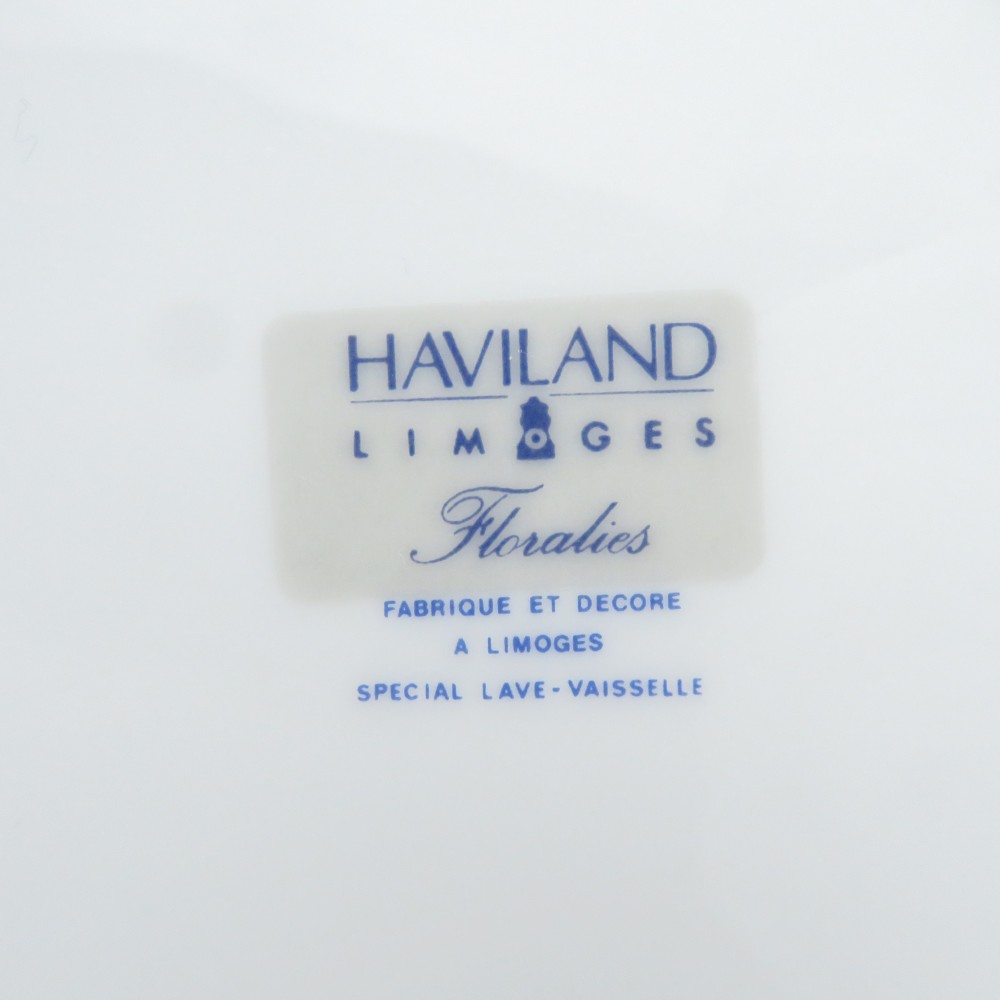 HAVILAND
LIMOGES
Floralies
FABRIQUE ET DECORE
A LIMOGES
SPECIAL LAVE-VAISSELLE